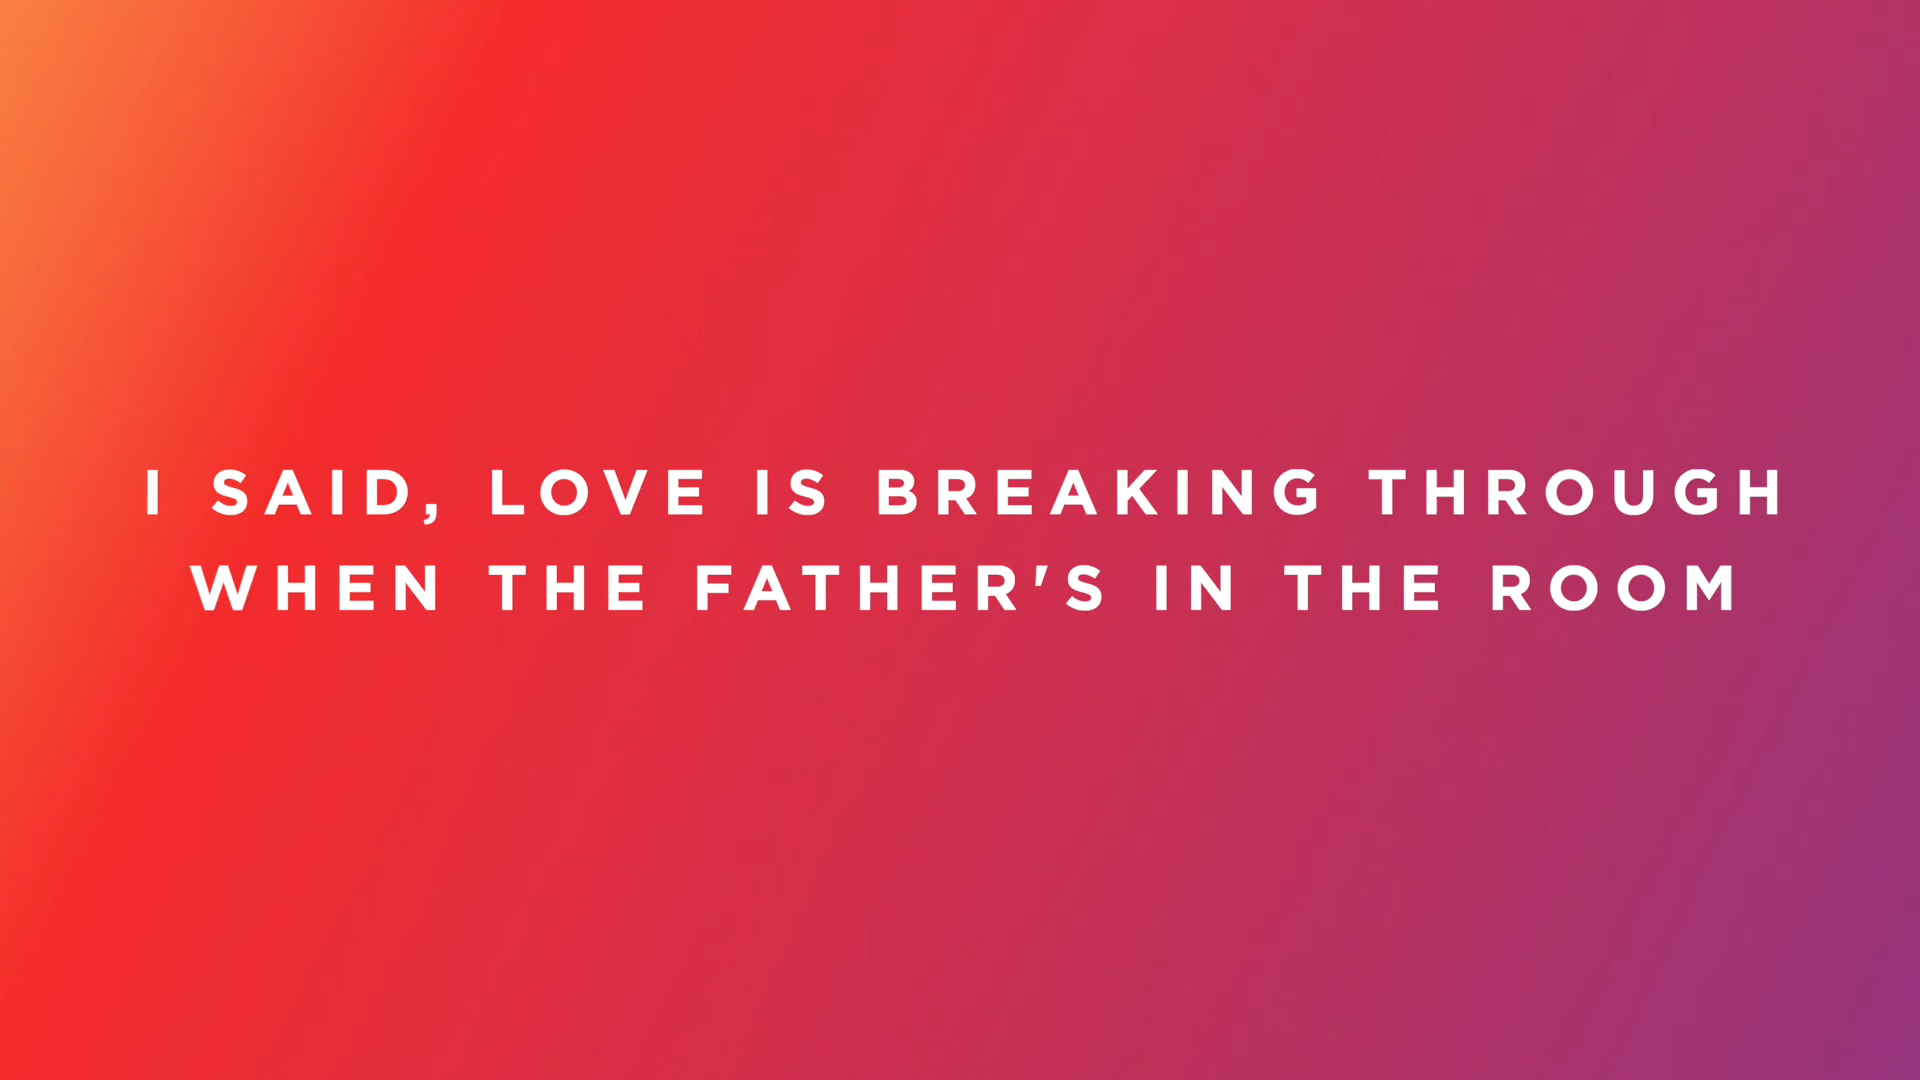 I SAID, LOVE IS BREAKING THROUGH
WHEN THE FATHER'S IN THE ROOM